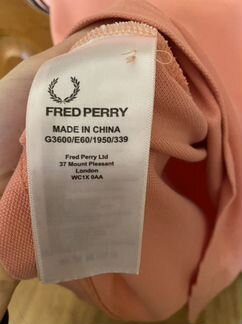 FRED PERRY
MADE IN CHINA
G3600/E60/1950/339
Fred Perry Ltd
37 Mount Pleasant
London
WC1X 0AA